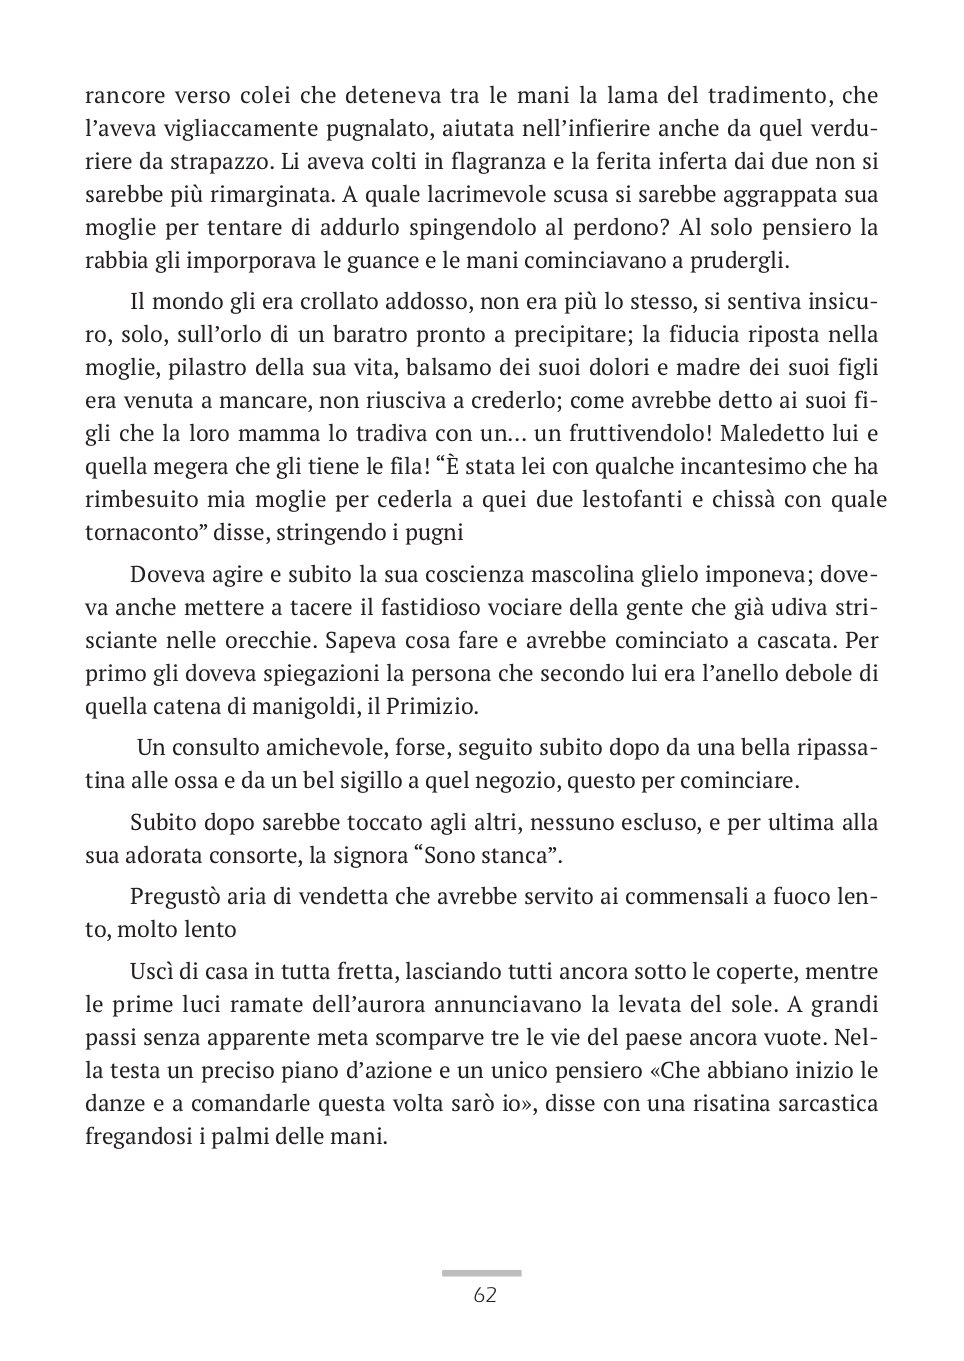 rancore verso colei che deteneva tra le mani la lama del tradimento, che
l’aveva vigliaccamente pugnalato, aiutata nell’infierire anche da quel verdu-
riere da strapazzo. Li aveva colti in flagranza e la ferita inferta dai due non si
sarebbe più rimarginata. A quale lacrimevole scusa si sarebbe aggrappata sua
moglie per tentare di addurlo spingendolo al perdono? Al solo pensiero la
rabbia gli imporporava le guance e le mani cominciavano a prudergli.
Il mondo gli era crollato addosso, non era più lo stesso, si sentiva insicu-
ro, solo, sull’orlo di un baratro pronto a precipitare; la fiducia riposta nella
moglie, pilastro della sua vita, balsamo dei suoi dolori e madre dei suoi figli
era venuta a mancare, non riusciva a crederlo; come avrebbe detto ai suoi fi-
gli che la loro mamma lo tradiva con un… un fruttivendolo! Maledetto lui e
quella megera che gli tiene le fila! “È stata lei con qualche incantesimo che ha
rimbesuito mia moglie per cederla a quei due lestofanti e chissà con quale
tornaconto” disse, stringendo i pugni
Doveva agire e subito la sua coscienza mascolina glielo imponeva; dove-
va anche mettere a tacere il fastidioso vociare della gente che già udiva stri-
sciante nelle orecchie. Sapeva cosa fare e avrebbe cominciato a cascata. Per
primo gli doveva spiegazioni la persona che secondo lui era l’anello debole di
quella catena di manigoldi, il Primizio.
Un consulto amichevole, forse, seguito subito dopo da una bella ripassa-
tina alle ossa e da un bel sigillo a quel negozio, questo per cominciare.
Subito dopo sarebbe toccato agli altri, nessuno escluso, e per ultima alla
sua adorata consorte, la signora “Sono stanca”.
Pregustò aria di vendetta che avrebbe servito ai commensali a fuoco len-
to, molto lento
Uscì di casa in tutta fretta, lasciando tutti ancora sotto le coperte, mentre
le prime luci ramate dell’aurora annunciavano la levata del sole. A grandi
passi senza apparente meta scomparve tre le vie del paese ancora vuote. Nel-
la testa un preciso piano d’azione e un unico pensiero «Che abbiano inizio le
danze e a comandarle questa volta sarò io», disse con una risatina sarcastica
fregandosi i palmi delle mani.
62